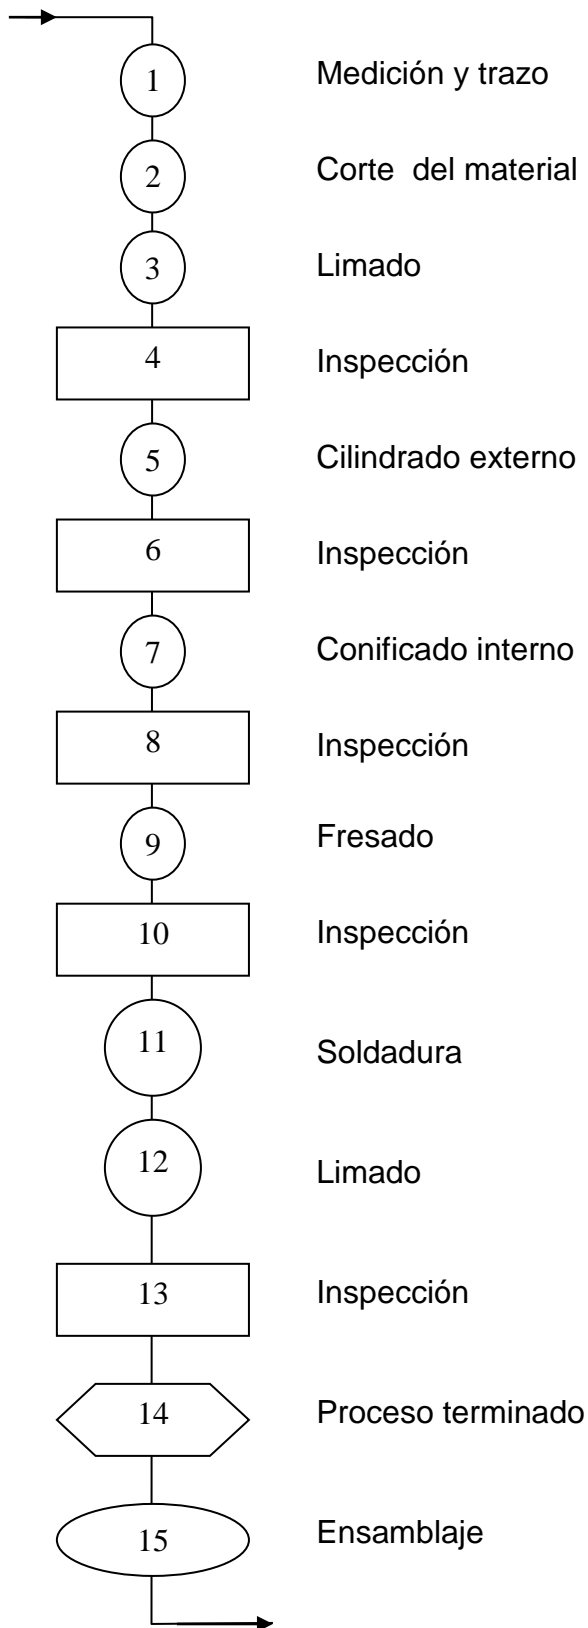 1 Medición y trazo
2 Corte del material
3 Limado
4 Inspección
5 Cilindrado externo
6 Inspección
7 Conificado interno
8 Inspección
9 Fresado
10 Inspección
11 Soldadura
12 Limado
13 Inspección
14 Proceso terminado
15 Ensamblaje